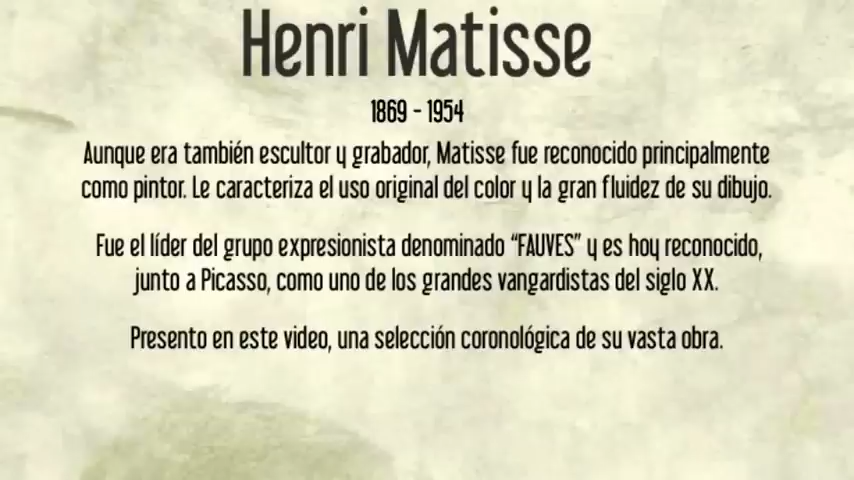 Henri Matisse
1869 - 1954
Aunque era también escultor y grabador, Matisse fue reconocido principalmente
como pintor. Le caracteriza el uso original del color y la gran fluidez de su dibujo.
Fue el líder del grupo expresionista denominado “FAUVES” y es hoy reconocido,
junto a Picasso, como uno de los grandes vangardistas del siglo XX.
Presento en este video, una selección coronológica de su vasta obra.